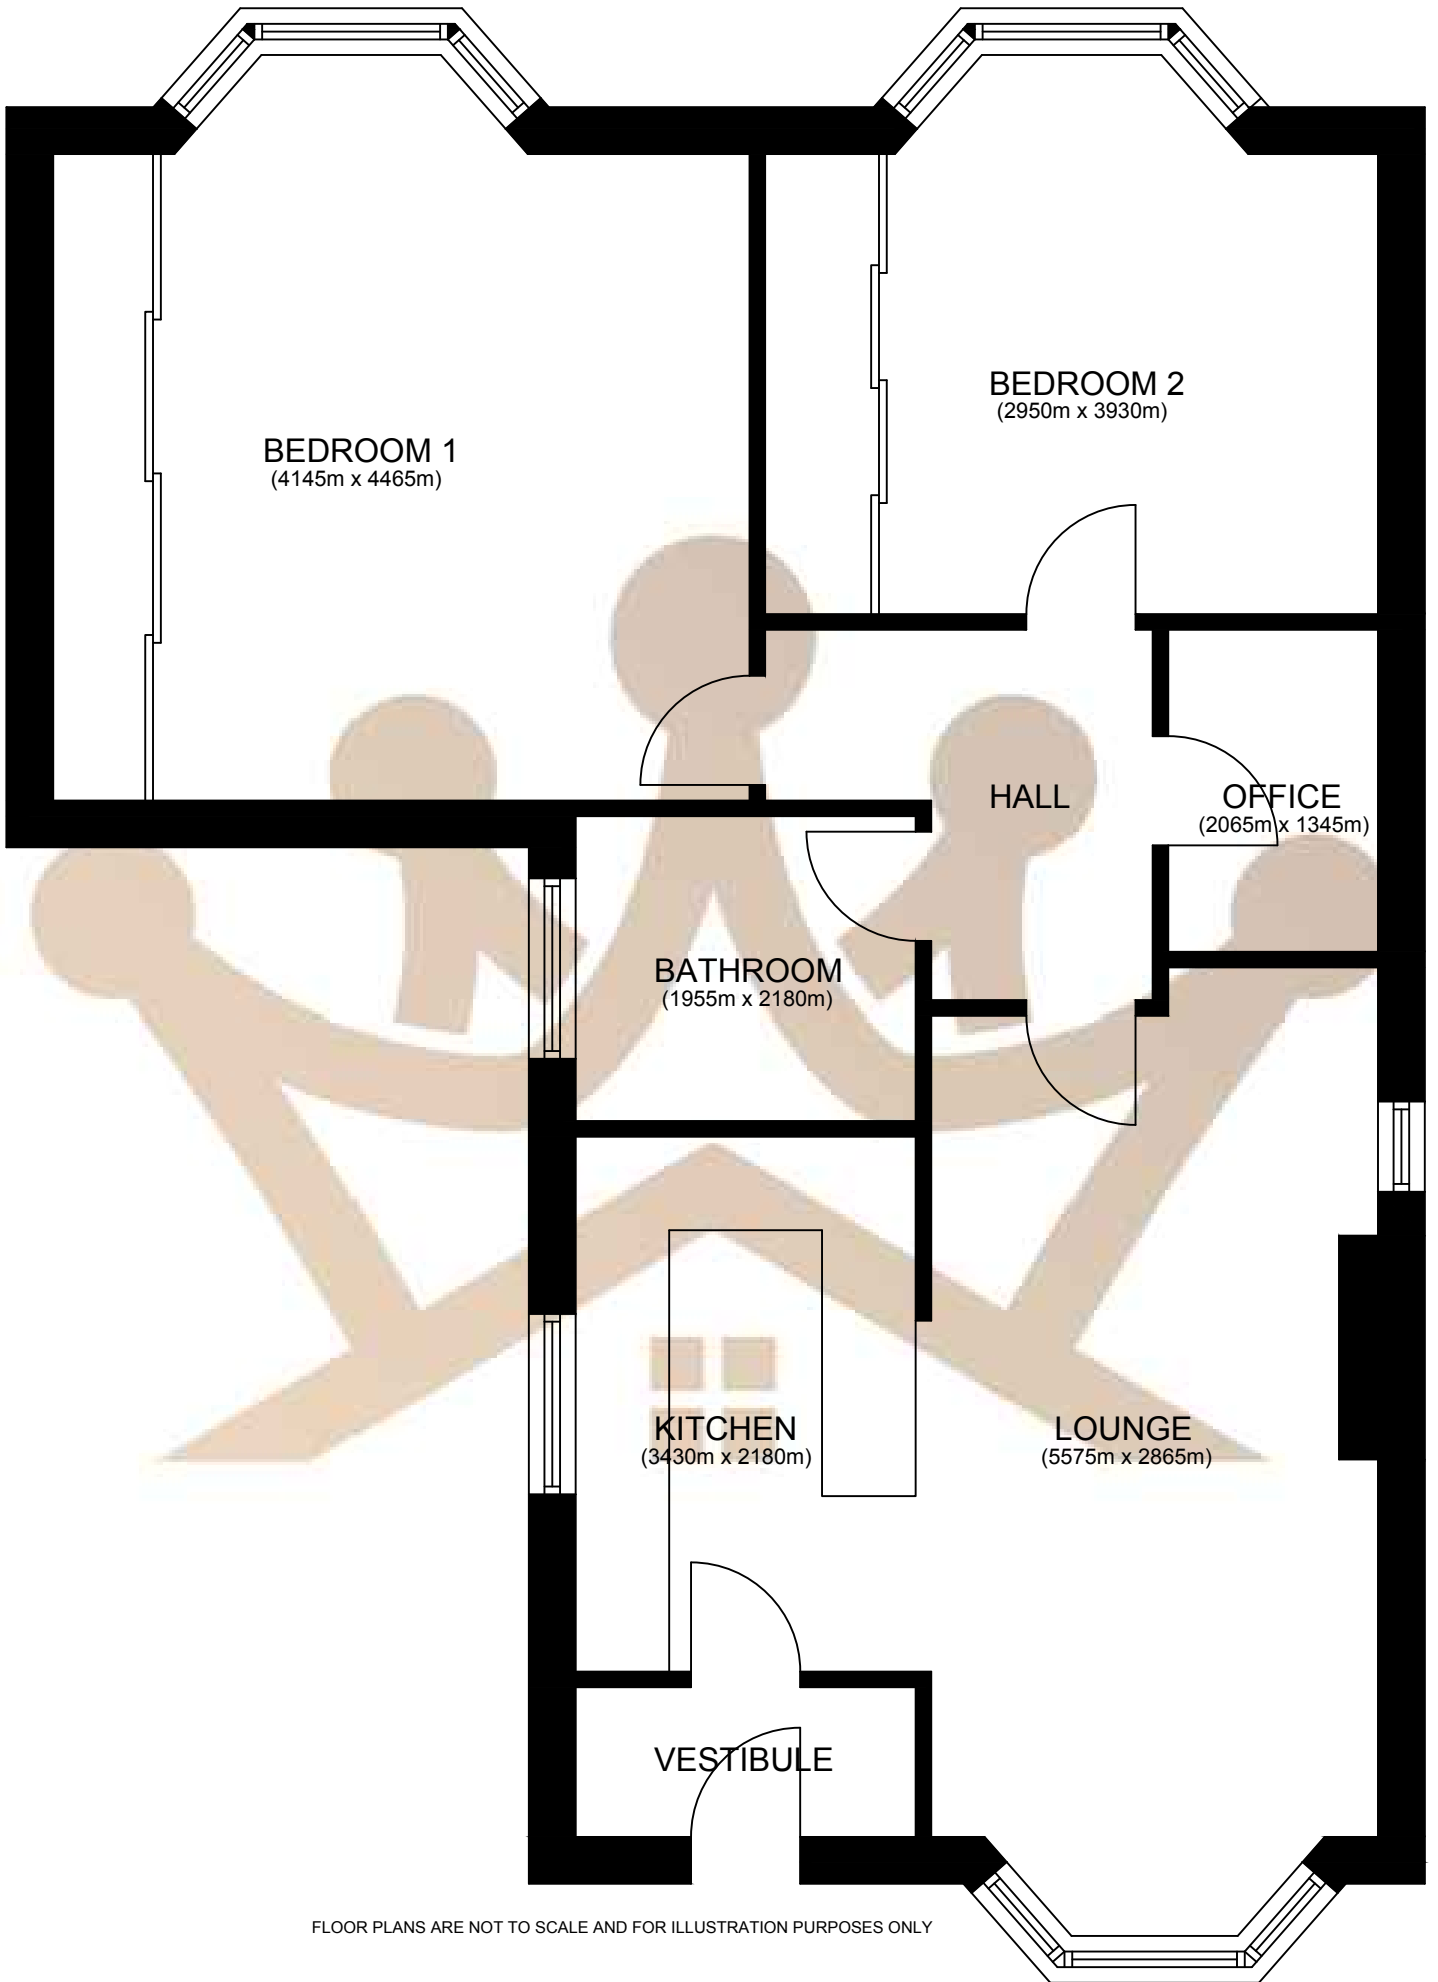 BEDROOM 2
(2950m x 3930m)
BEDROOM 1
(4145m x 4465m)
HALL
OFFICE
(2065m x 1345m)
BATHROOM
(1955m x 2180m)
KITCHEN
(3430m x 2180m)
LOUNGE
(5575m x 2865m)
VESTIBULE
FLOOR PLANS ARE NOT TO SCALE AND FOR ILLUSTRATION PURPOSES ONLY